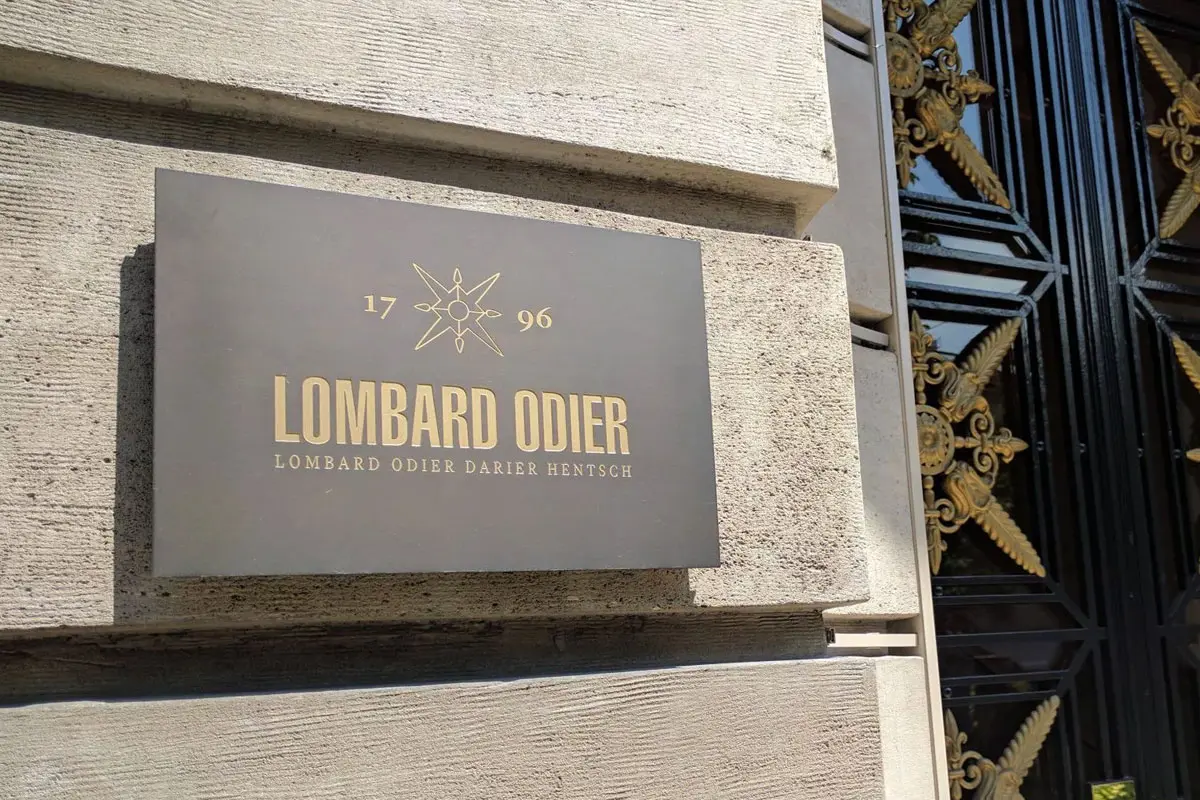 17 96
LOMBARD ODIER
LOMBARD ODIER DARIER HENTSCH